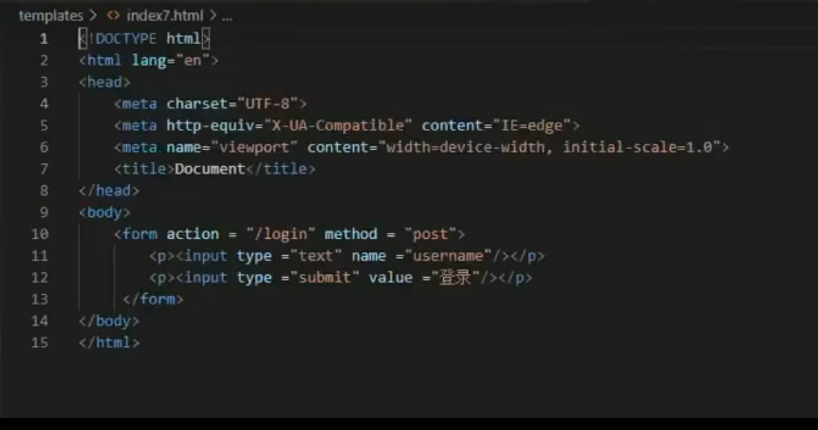 templates > <> index7.html > ...
1 <!DOCTYPE html>
2 <html lang="en">
3 <head>
4 <meta charset="UTF-8">
5 <meta http-equiv="X-UA-Compatible" content="IE=edge">
6 <meta name="viewport" content="width=device-width, initial-scale=1.0">
7 <title>Document</title>
8 </head>
9 <body>
10 <form action = "/login" method = "post">
11 <p><input type ="text" name ="username"/></p>
12 <p><input type ="submit" value ="登录"/></p>
13 </form>
14 </body>
15 </html>